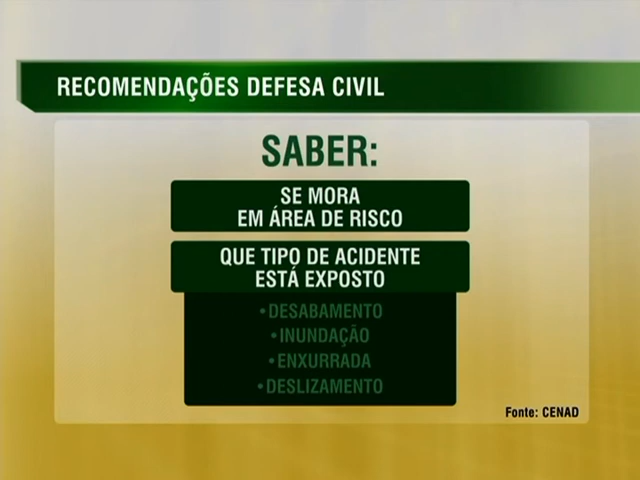 RECOMENDAÇÕES DEFESA CIVIL
SABER:
SE MORA
EM ÁREA DE RISCO
QUE TIPO DE ACIDENTE
ESTÁ EXPOSTO
•DESABAMENTO
•INUNDAÇÃO
•ENXURRADA
•DESLIZAMENTO
Fonte: CENAD